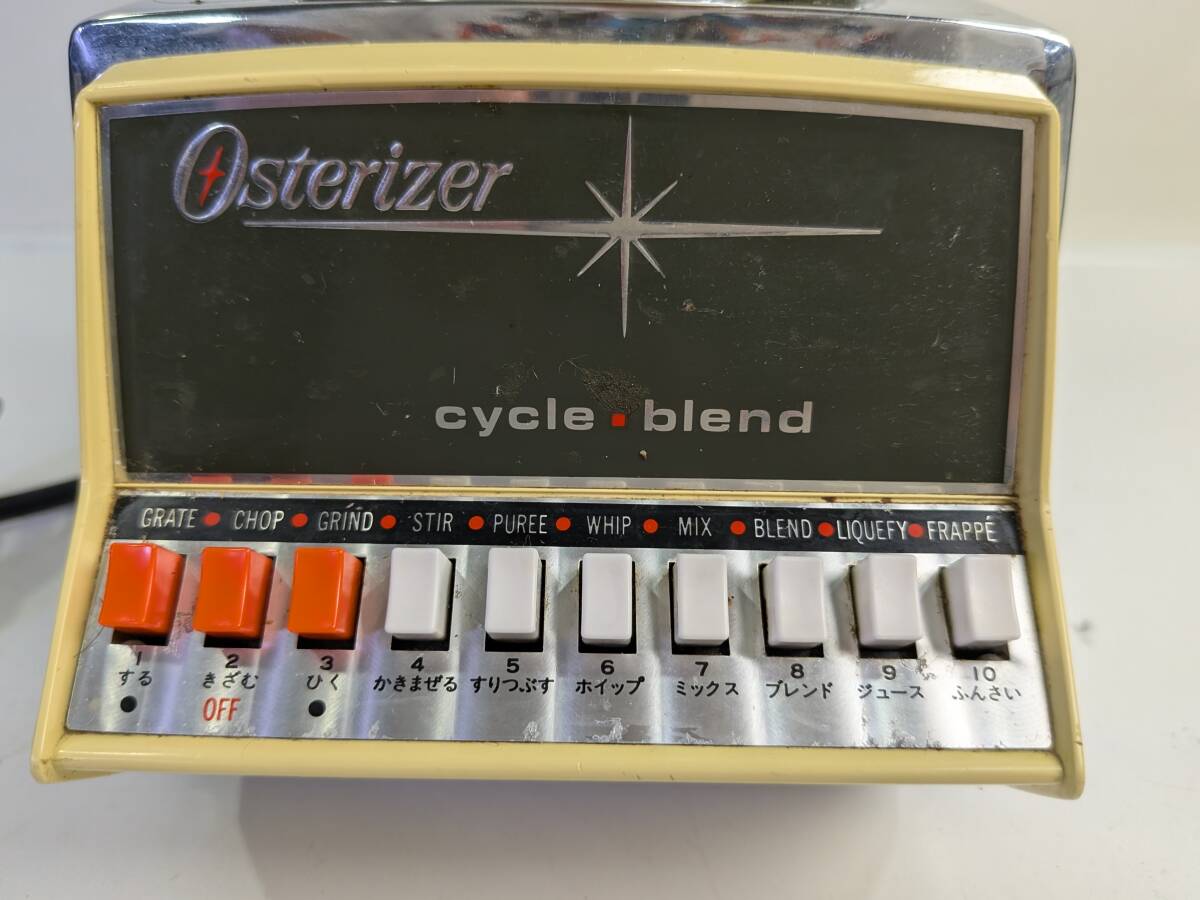 Osterizer
cycle blend
GRATE • CHOP • GRIND • STIR • PUREE • WHIP • MIX • BLEND • LIQUEFY • FRAPPÉ
1 2 3 4 5 6 7 8 9 10
する きざむ ひく かきまぜる すりつぶす ホイップ ミックス ブレンド ジュース ふんさい
OFF